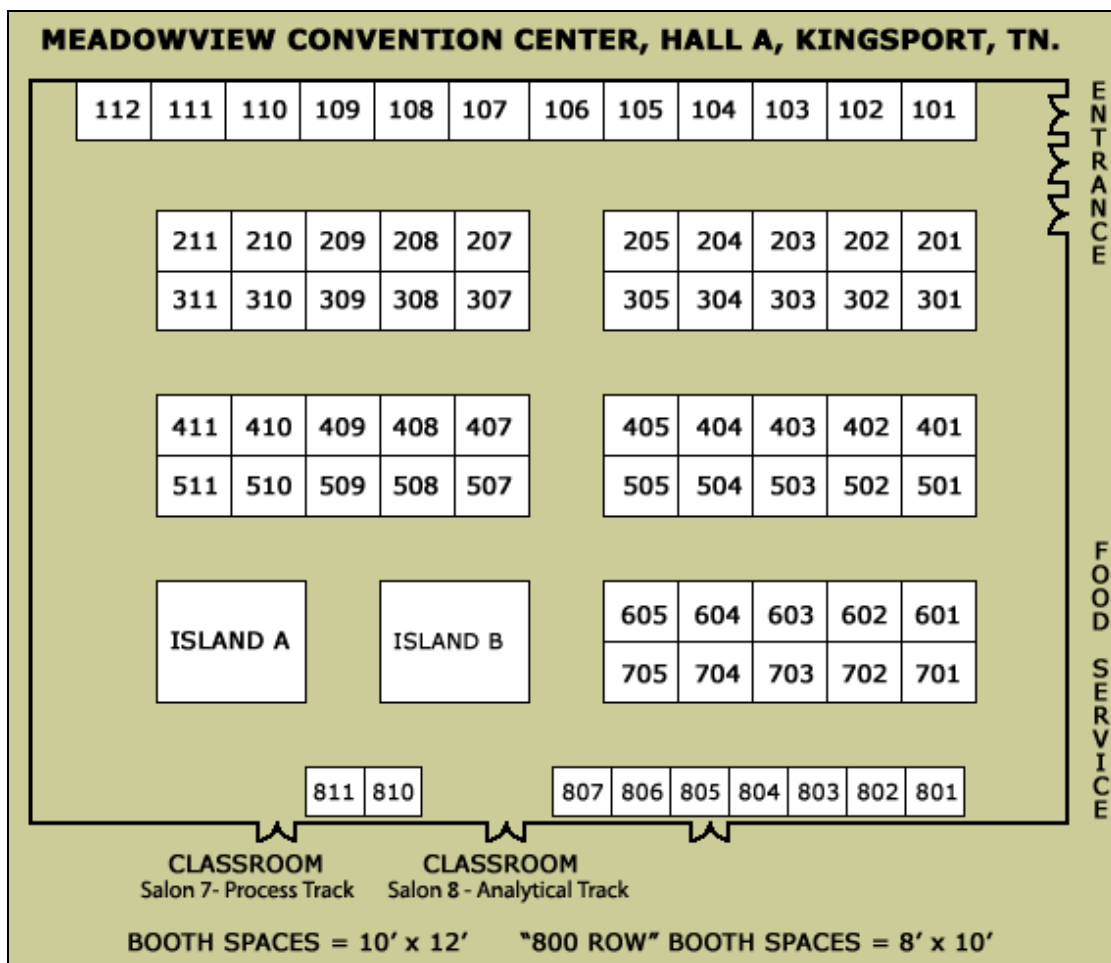 MEADOWVIEW CONVENTION CENTER, HALL A, KINGSPORT, TN.
112 111 110 109 108 107 106 105 104 103 102 101
ENTRANCE
211 210 209 208 207 205 204 203 202 201
311 310 309 308 307 305 304 303 302 301
411 410 409 408 407 405 404 403 402 401
511 510 509 508 507 505 504 503 502 501
FOOD SERVICE
ISLAND A ISLAND B 605 604 603 602 601
705 704 703 702 701
811 810 807 806 805 804 803 802 801
CLASSROOM CLASSROOM
Salon 7- Process Track Salon 8 - Analytical Track
BOOTH SPACES = 10’ x 12’ “800 ROW” BOOTH SPACES = 8’ x 10’